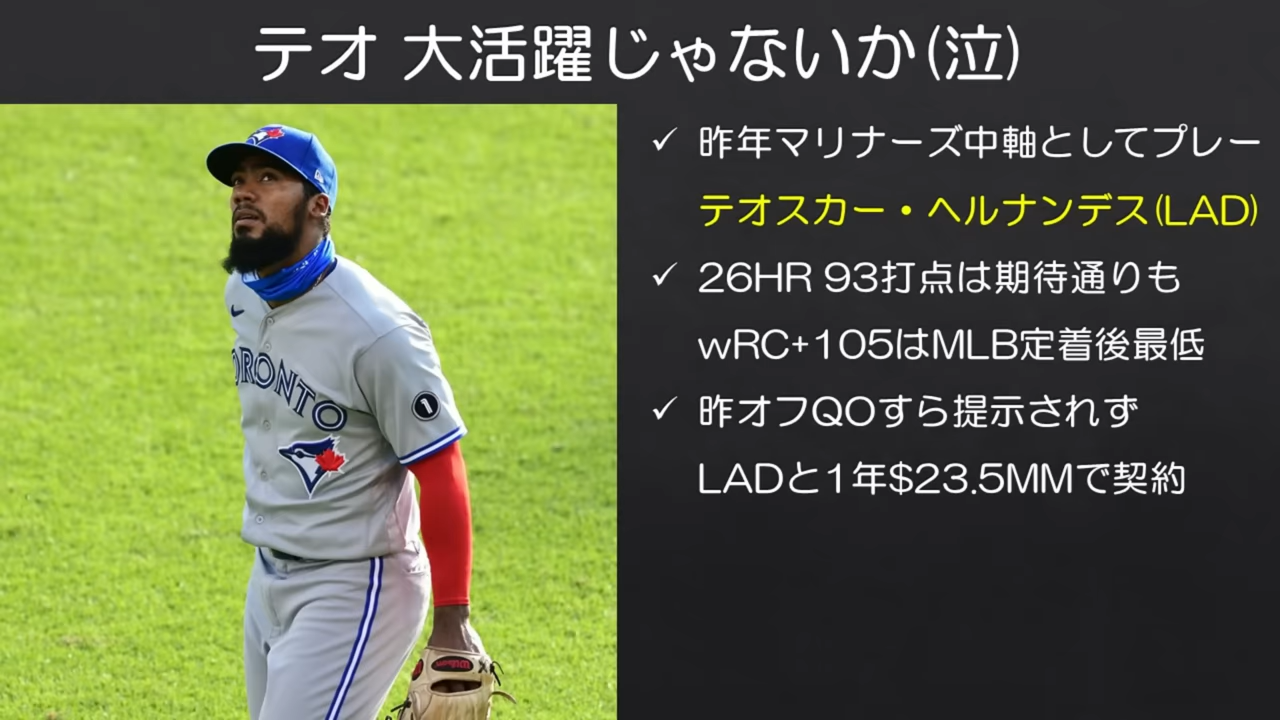 テオ 大活躍じゃないか(泣)
✓ 昨年マリナーズ中軸としてプレー
テオスカー・ヘルナンデス(LAD)
✓ 26HR 93打点は期待通りも
wRC+105はMLB定着後最低
✓ 昨オフQOすら提示されず
LADと1年$23.5MMで契約
TORONTO
1